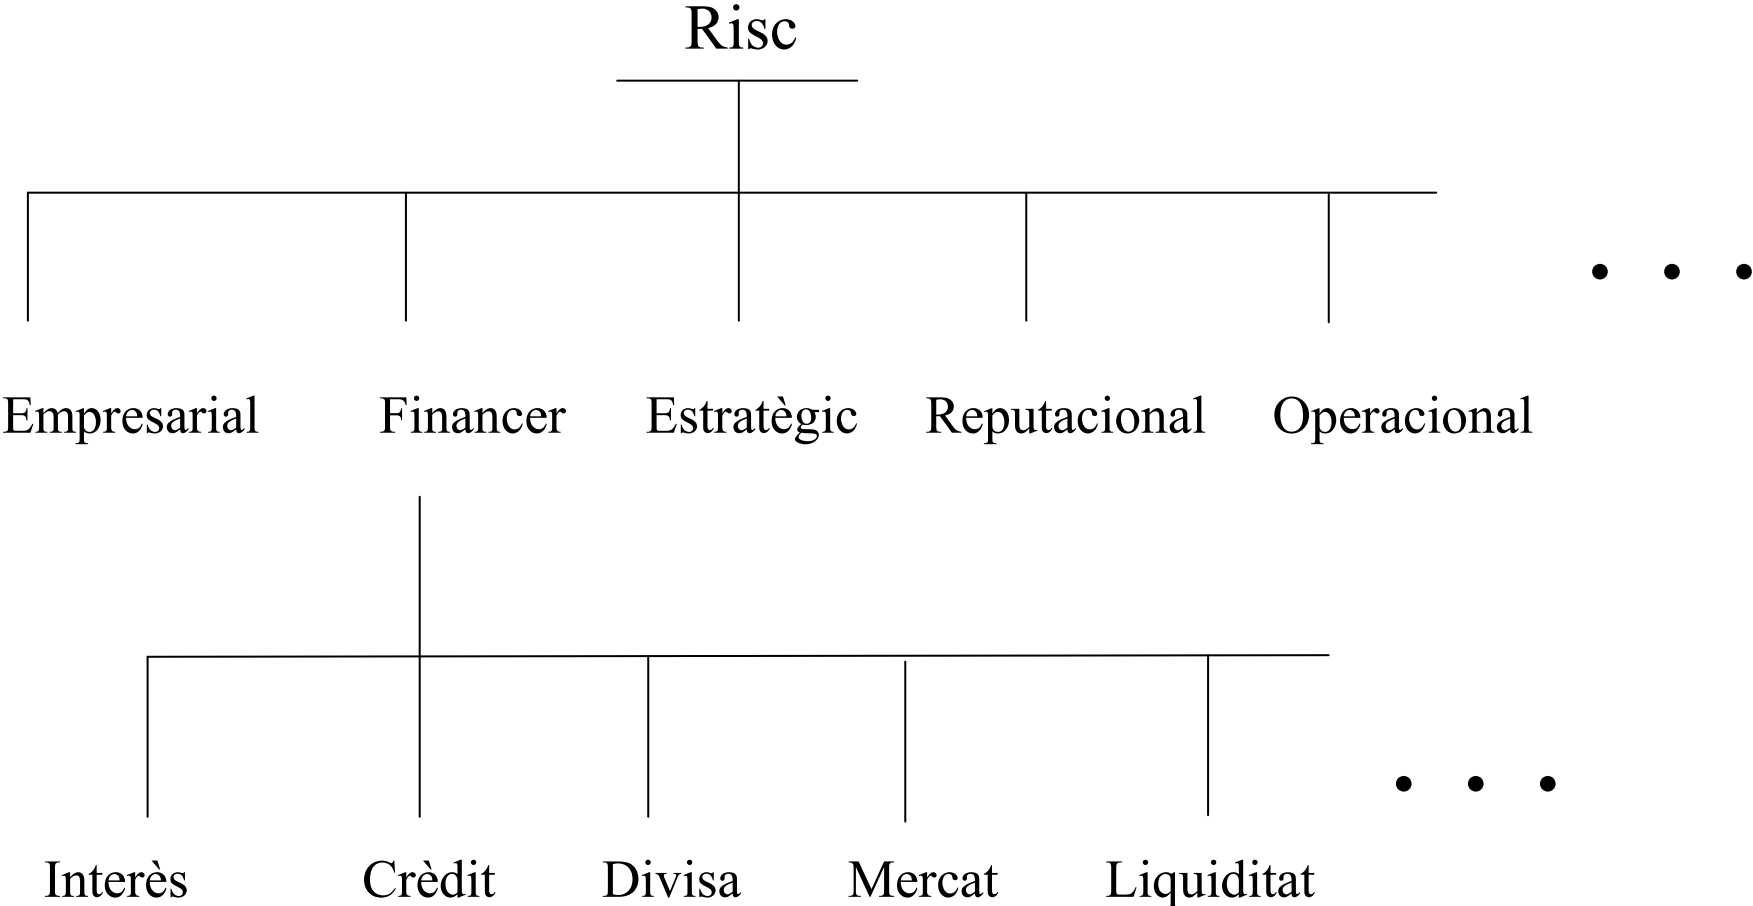 Risc
. . .
Empresarial Financer Estratègic Reputacional Operacional
. . .
Interès Crèdit Divisa Mercat Liquiditat